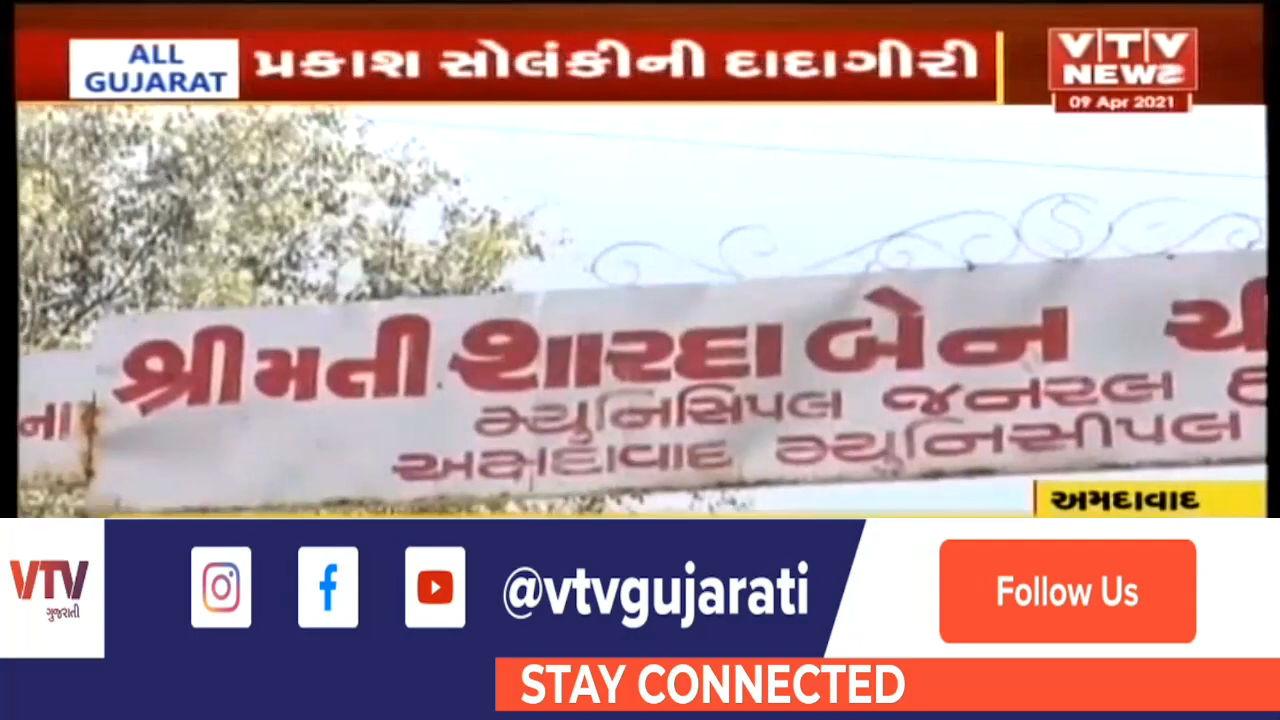 ALL
GUJARAT
પ્રકાશ સોલંકીની દાદાગીરી
VTV
NEWS
09 Apr 2021
ના
શ્રીમતી શારદાબેન ચી
મ્યુનિસિપલ જનરલ
અમદાવાદ મ્યુનિસીપલ
અમદાવાદ
VTV
ગુજરાતી
@vtvgujarati
Follow Us
STAY CONNECTED